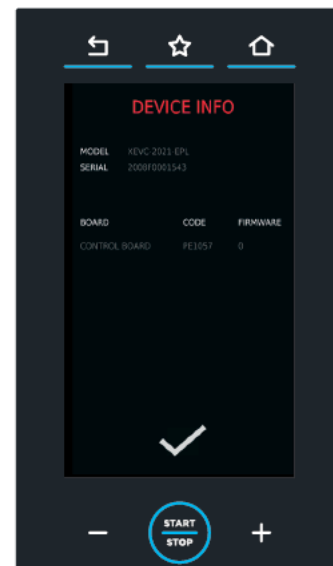 DEVICE INFO
MODEL XEVC-2021-EPL
SERIAL 2008F0001543
BOARD CODE FIRMWARE
CONTROL BOARD PE1057 0
START
STOP